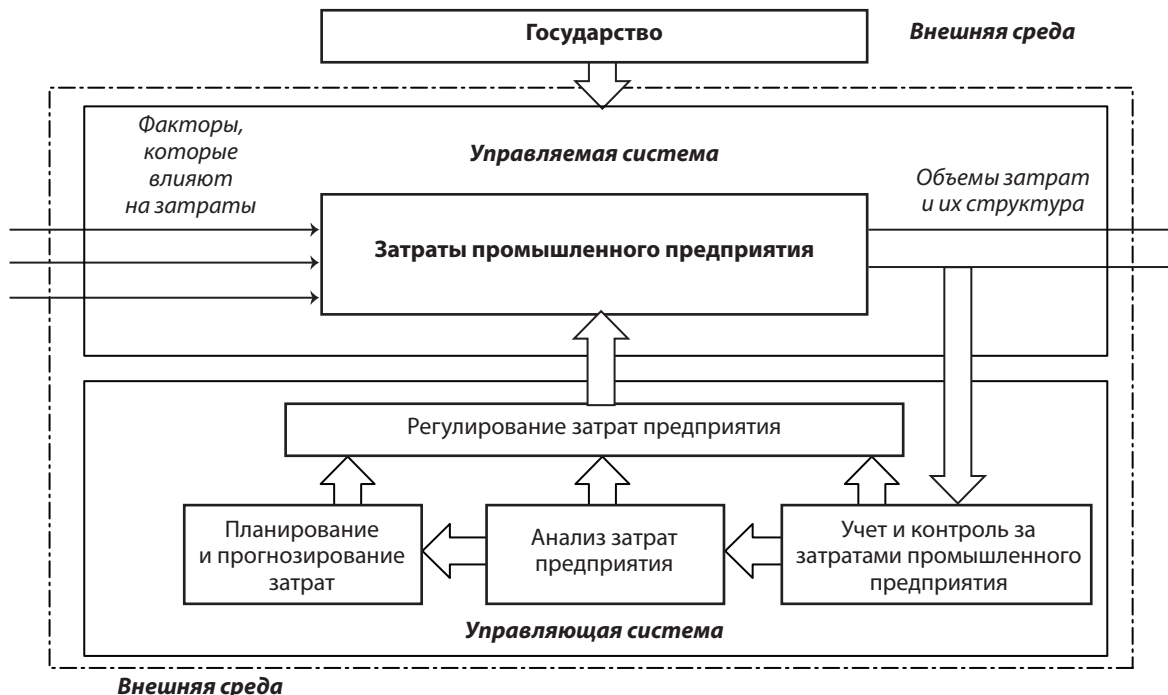 Государство
Внешняя среда
Факторы,
которые
влияют
на затраты
Управляемая система
Объемы затрат
и их структура
Затраты промышленного предприятия
Регулирование затрат предприятия
Планирование
и прогнозирование
затрат
Анализ затрат
предприятия
Учет и контроль за
затратами промышленного
предприятия
Управляющая система
Внешняя среда